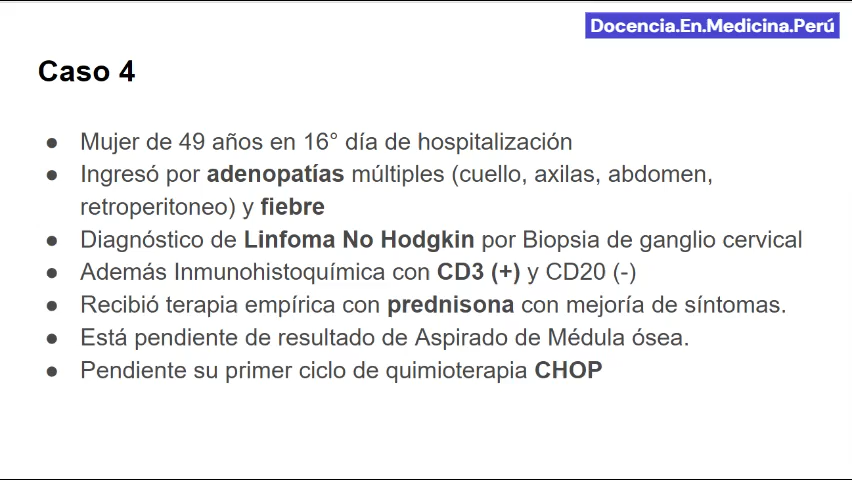 Docencia.En.Medicina.Perú
Caso 4
● Mujer de 49 años en 16° día de hospitalización
● Ingresó por adenopatías múltiples (cuello, axilas, abdomen,
retroperitoneo) y fiebre
● Diagnóstico de Linfoma No Hodgkin por Biopsia de ganglio cervical
● Además Inmunohistoquímica con CD3 (+) y CD20 (-)
● Recibió terapia empírica con prednisona con mejoría de síntomas.
● Está pendiente de resultado de Aspirado de Médula ósea.
● Pendiente su primer ciclo de quimioterapia CHOP